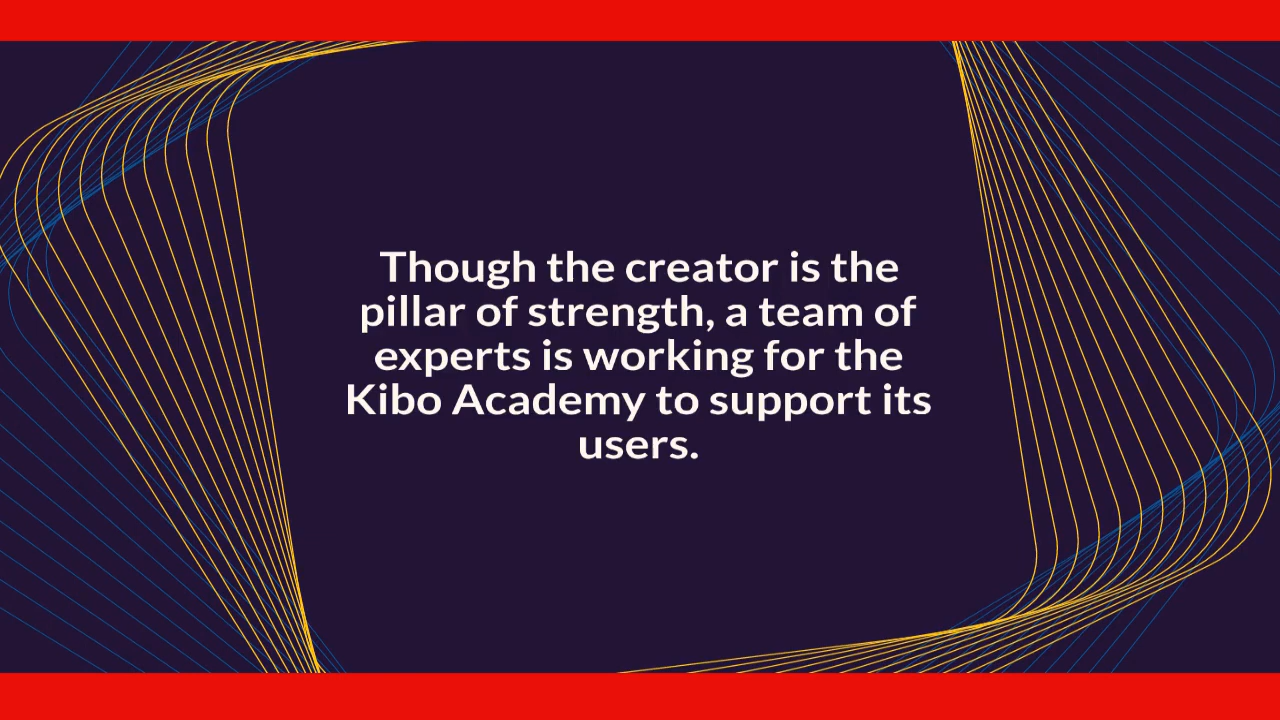 Though the creator is the
pillar of strength, a team of
experts is working for the
Kibo Academy to support its
users.